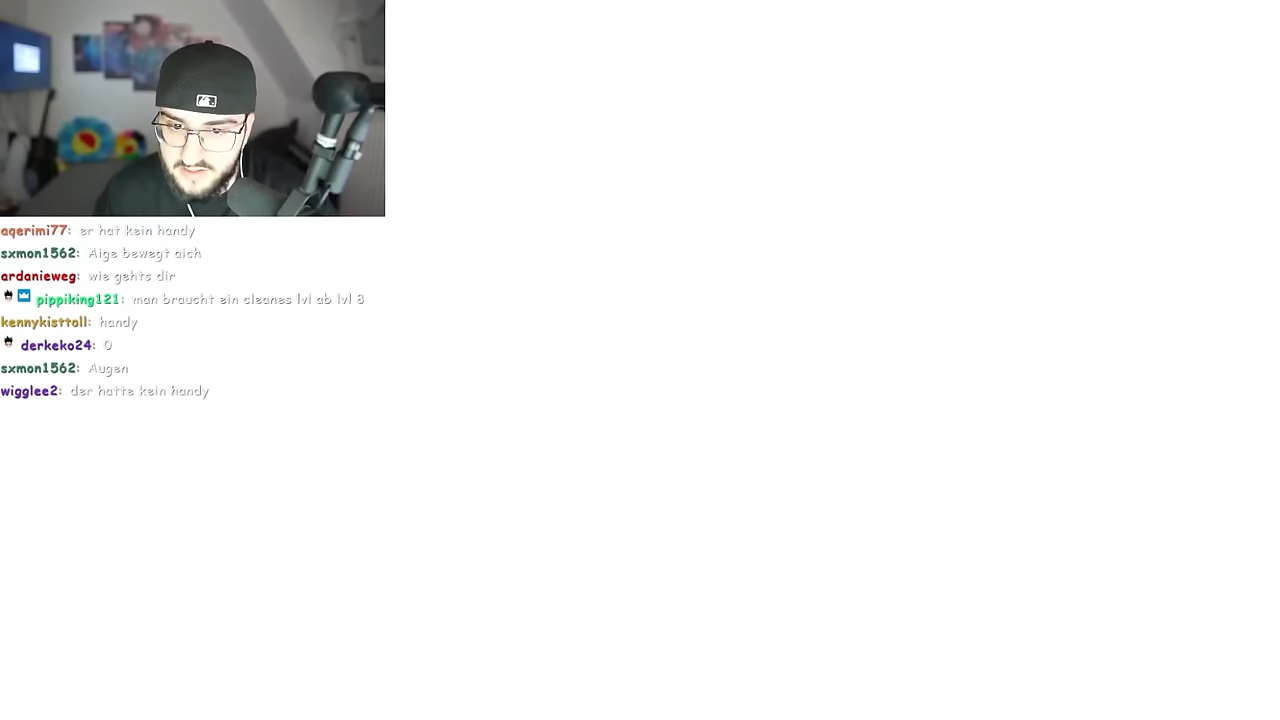 aqerimi77: er hat kein handy
sxmon1562: Aige bewegt aich
ardanieweg: wie gehts dir
pippiking121: man braucht ein cleanes lvl ab lvl 8
kennykisttoll: handy
derkeko24: 0
sxmon1562: Augen
wigglee2: der hatte kein handy